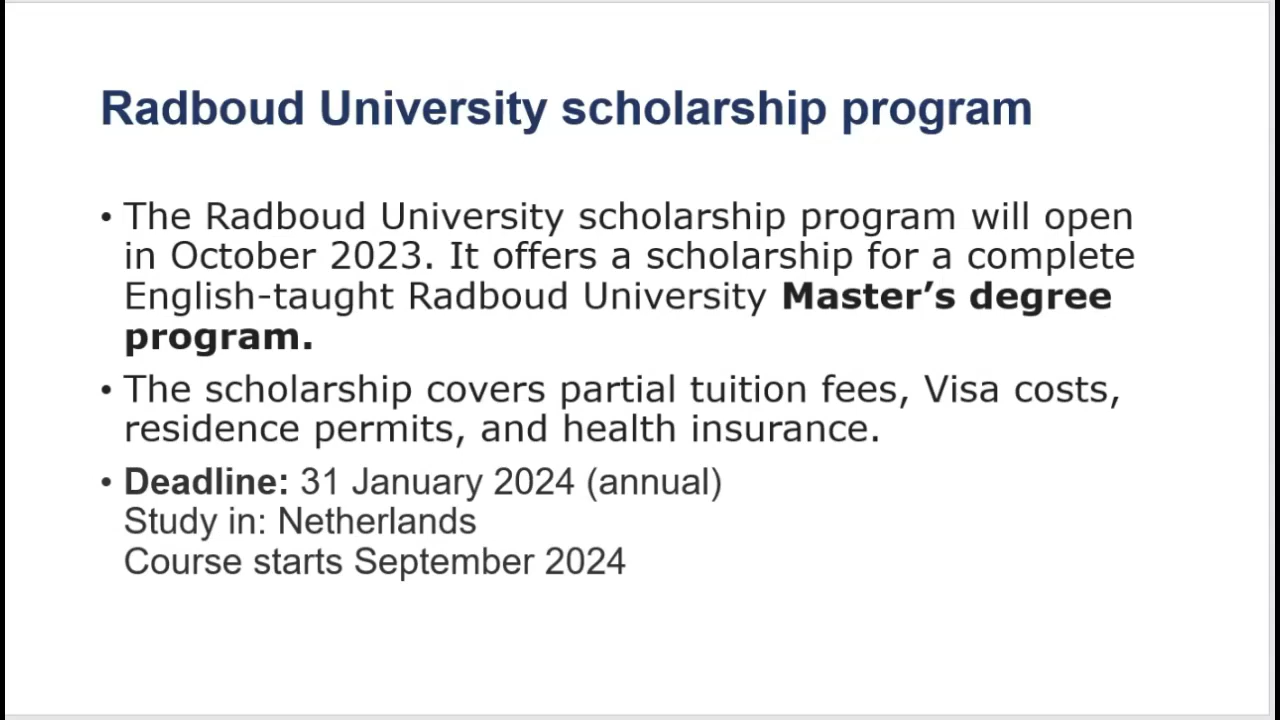 Radboud University scholarship program
• The Radboud University scholarship program will open
in October 2023. It offers a scholarship for a complete
English-taught Radboud University Master’s degree
program.
• The scholarship covers partial tuition fees, Visa costs,
residence permits, and health insurance.
• Deadline: 31 January 2024 (annual)
Study in: Netherlands
Course starts September 2024